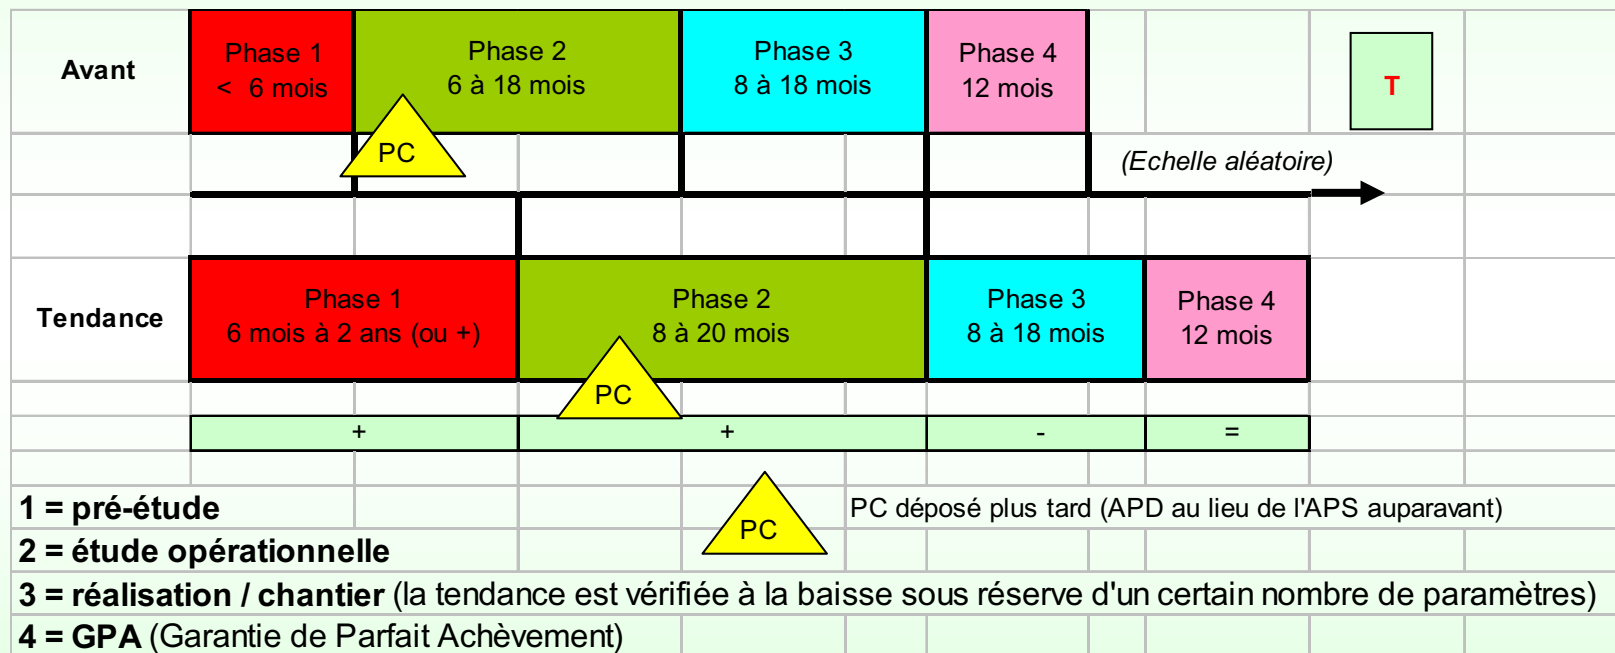 Avant
Phase 1
< 6 mois
Phase 2
6 à 18 mois
Phase 3
8 à 18 mois
Phase 4
12 mois
T
PC
(Echelle aléatoire)
Tendance
Phase 1
6 mois à 2 ans (ou +)
Phase 2
8 à 20 mois
Phase 3
8 à 18 mois
Phase 4
12 mois
PC
+
+
-
=
1 = pré-étude
PC
PC déposé plus tard (APD au lieu de l'APS auparavant)
2 = étude opérationnelle
3 = réalisation / chantier (la tendance est vérifiée à la baisse sous réserve d'un certain nombre de paramètres)
4 = GPA (Garantie de Parfait Achèvement)